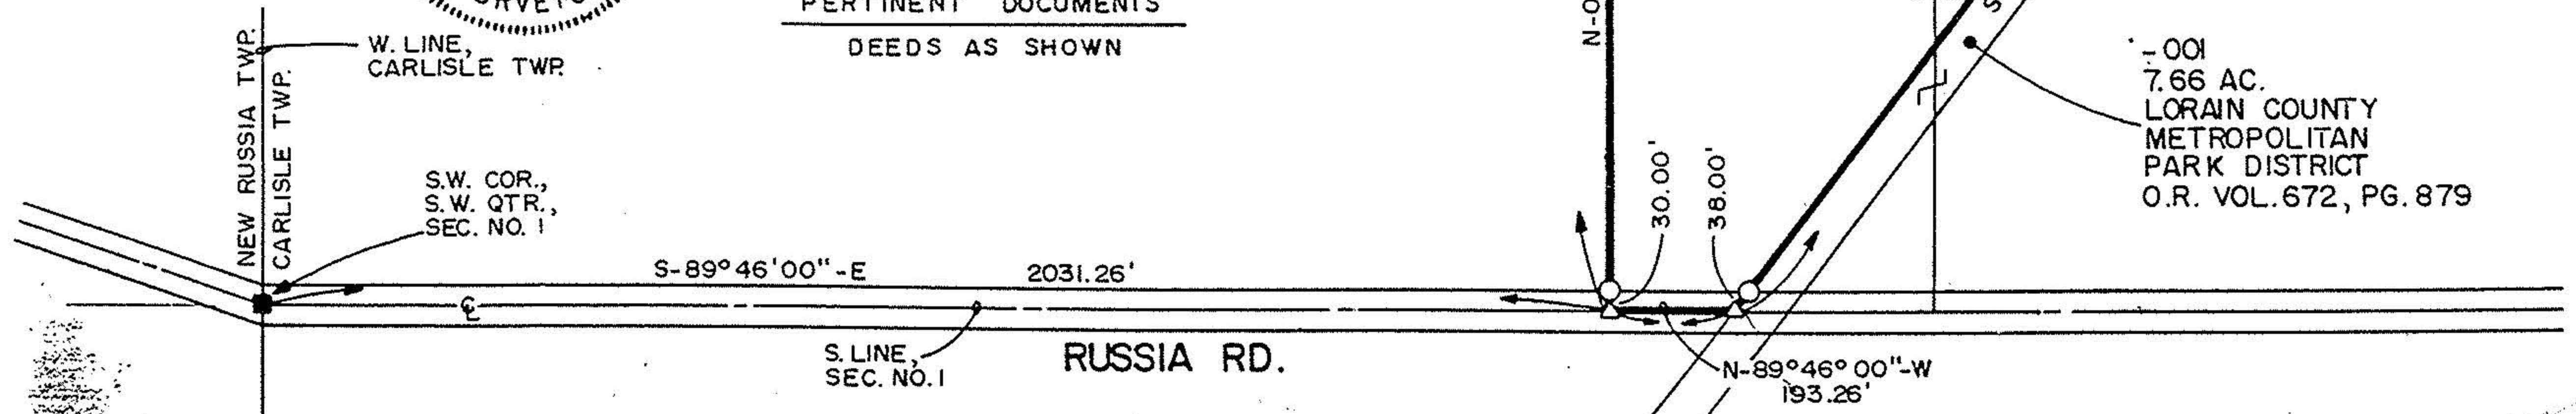 PERTINENT DOCUMENTS
DEEDS AS SHOWN
W. LINE,
CARLISLE TWP.
NEW RUSSIA TWP.
CARLISLE TWP.
S.W. COR.,
S.W. QTR.,
SEC. NO. 1
S-89°46'00"-E 2031.26'
℄
S. LINE,
SEC. NO. 1
RUSSIA RD.
N-0
30.00'
38.00'
S
N-89°46°00"-W
193.26'
-001
7.66 AC.
LORAIN COUNTY
METROPOLITAN
PARK DISTRICT
O.R. VOL. 672, PG. 879